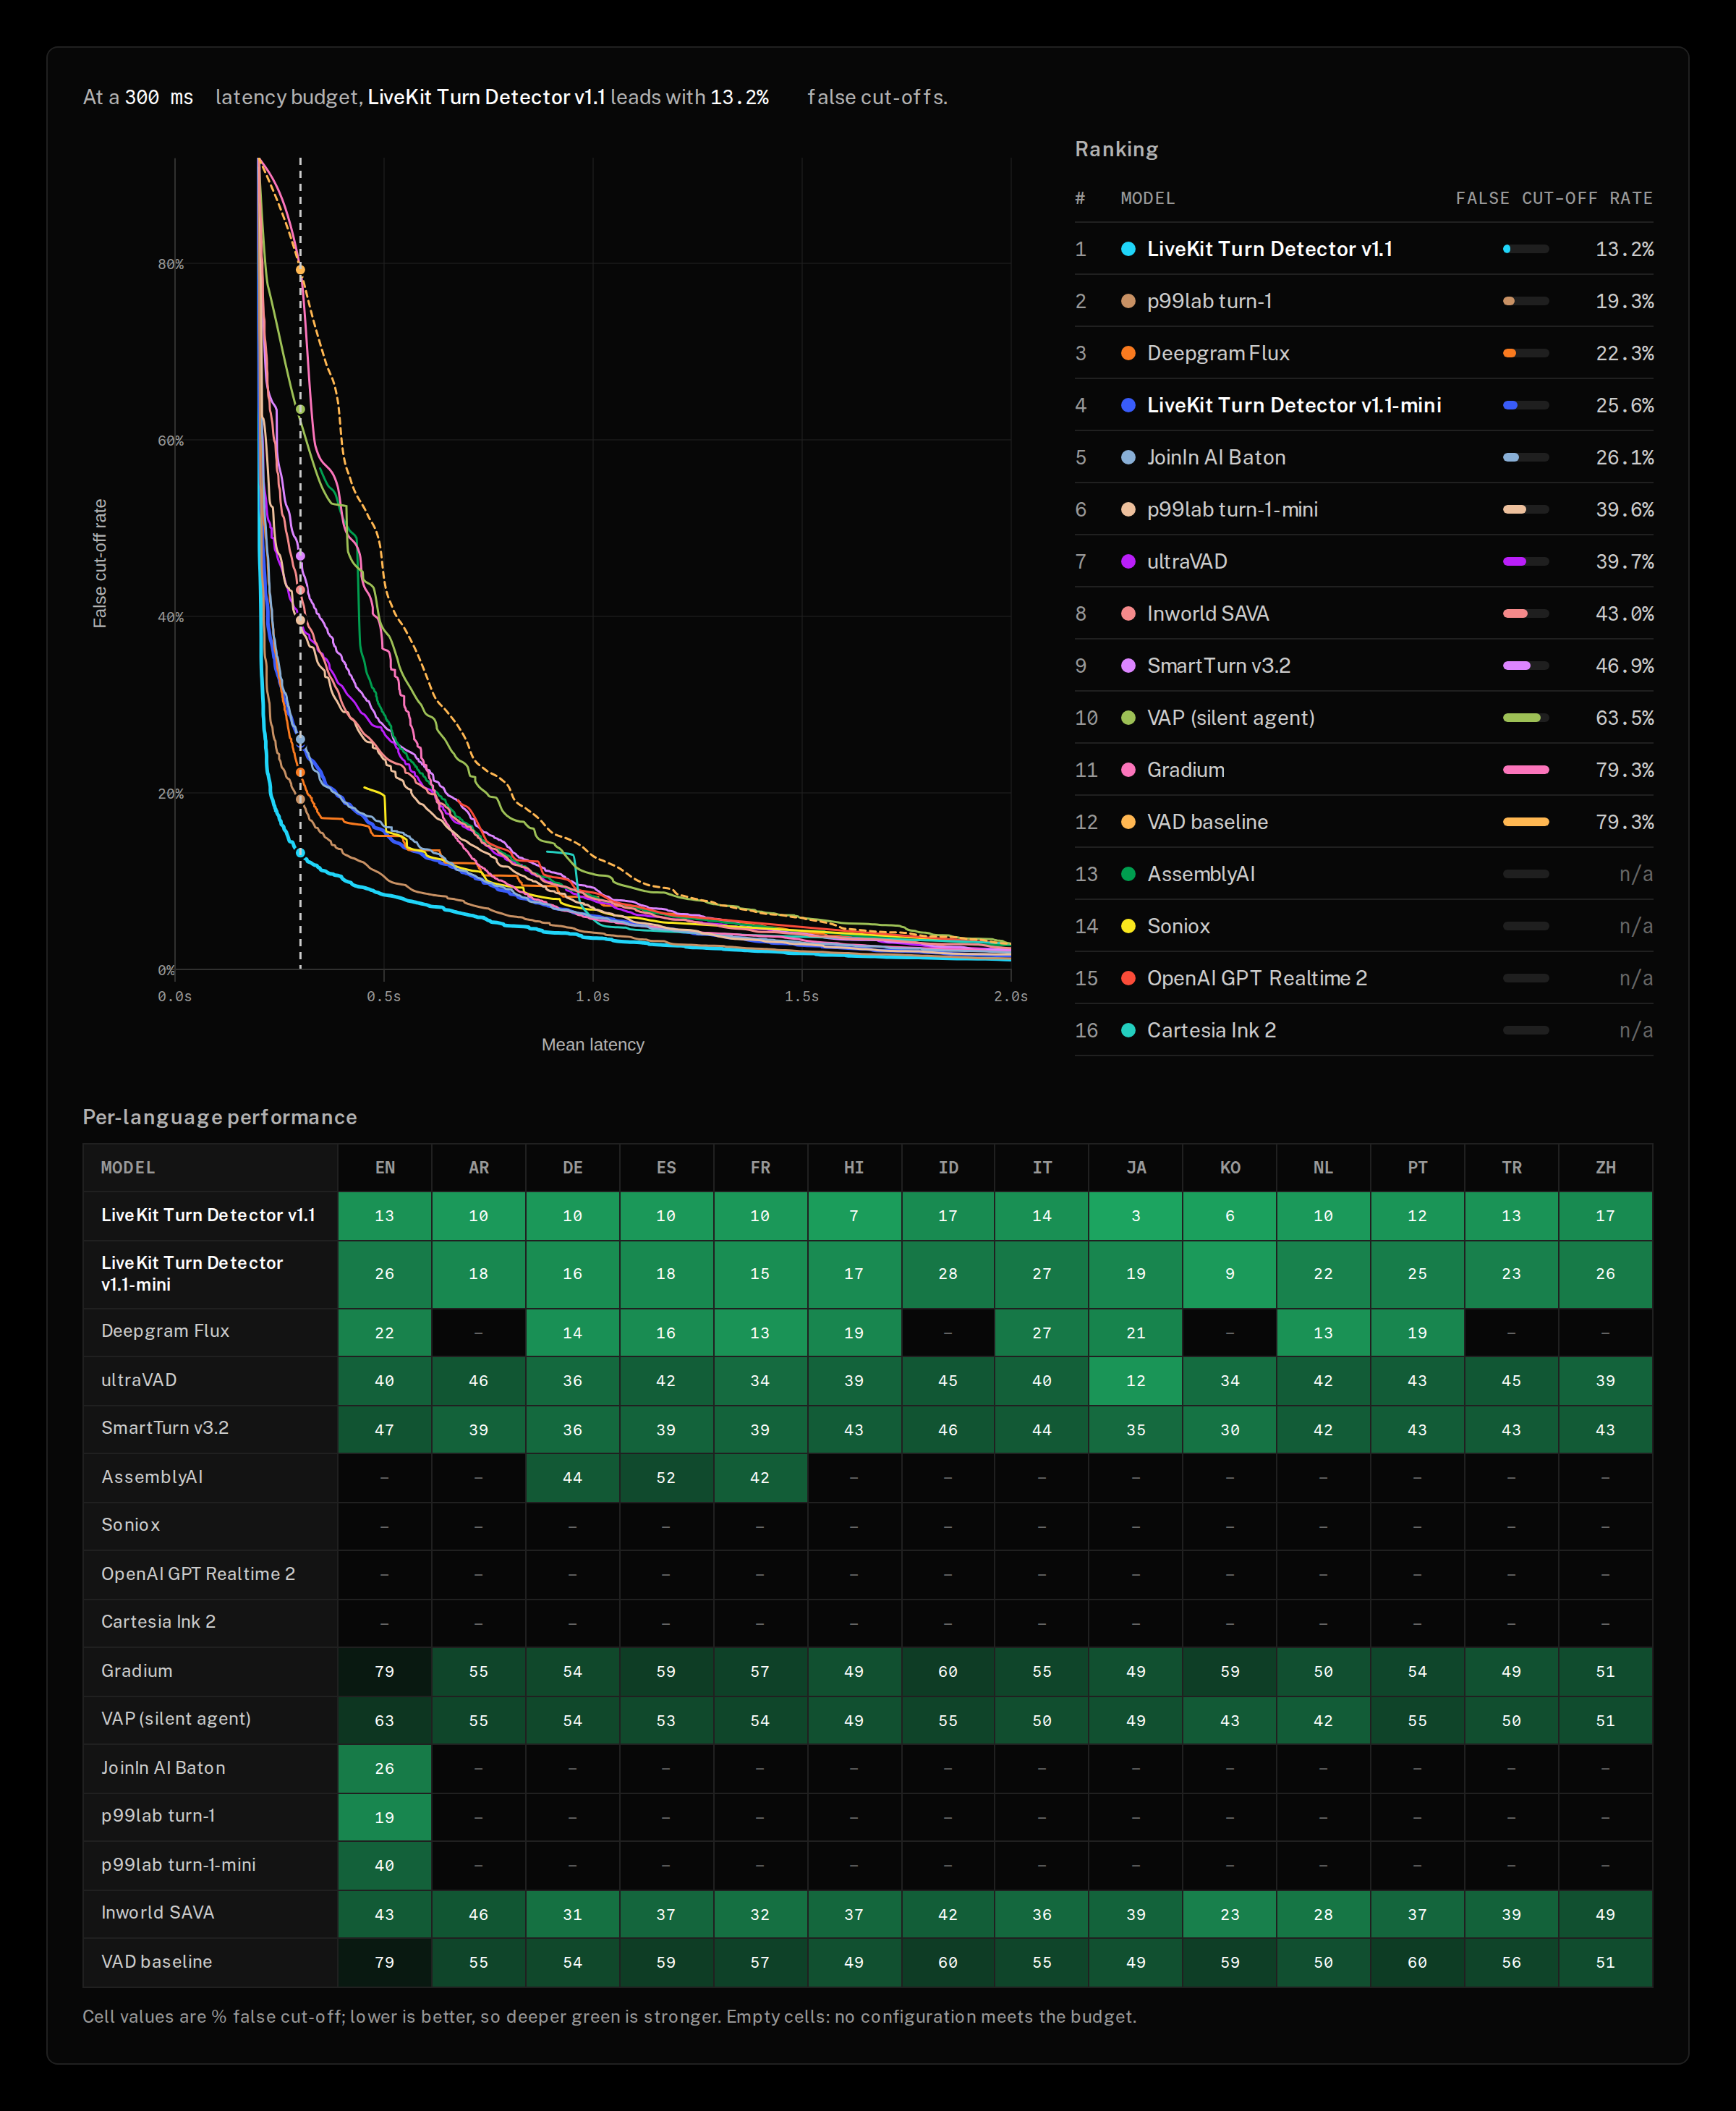 At a 300 ms latency budget, LiveKit Turn Detector v1.1 leads with 13.2% false cut-offs.
80%
60%
40%
20%
0%
0.0s 0.5s 1.0s 1.5s 2.0s
False cut-off rate
Mean latency
Ranking
# MODEL FALSE CUT-OFF RATE
1 LiveKit Turn Detector v1.1 13.2%
2 p99lab turn-1 19.3%
3 Deepgram Flux 22.3%
4 LiveKit Turn Detector v1.1-mini 25.6%
5 JoinIn AI Baton 26.1%
6 p99lab turn-1-mini 39.6%
7 ultraVAD 39.7%
8 Inworld SAVA 43.0%
9 SmartTurn v3.2 46.9%
10 VAP (silent agent) 63.5%
11 Gradium 79.3%
12 VAD baseline 79.3%
13 AssemblyAI n/a
14 Soniox n/a
15 OpenAI GPT Realtime 2 n/a
16 Cartesia Ink 2 n/a
Per-language performance
MODEL EN AR DE ES FR HI ID IT JA KO NL PT TR ZH
LiveKit Turn Detector v1.1 13 10 10 10 10 7 17 14 3 6 10 12 13 17
LiveKit Turn Detector
v1.1-mini 26 18 16 18 15 17 28 27 19 9 22 25 23 26
Deepgram Flux 22 – 14 16 13 19 – 27 21 – 13 19 – –
ultraVAD 40 46 36 42 34 39 45 40 12 34 42 43 45 39
SmartTurn v3.2 47 39 36 39 39 43 46 44 35 30 42 43 43 43
AssemblyAI – – 44 52 42 – – – – – – – – –
Soniox – – – – – – – – – – – – – –
OpenAI GPT Realtime 2 – – – – – – – – – – – – – –
Cartesia Ink 2 – – – – – – – – – – – – – –
Gradium 79 55 54 59 57 49 60 55 49 59 50 54 49 51
VAP (silent agent) 63 55 54 53 54 49 55 50 49 43 42 55 50 51
JoinIn AI Baton 26 – – – – – – – – – – – – –
p99lab turn-1 19 – – – – – – – – – – – – –
p99lab turn-1-mini 40 – – – – – – – – – – – – –
Inworld SAVA 43 46 31 37 32 37 42 36 39 23 28 37 39 49
VAD baseline 79 55 54 59 57 49 60 55 49 59 50 60 56 51
Cell values are % false cut-off; lower is better, so deeper green is stronger. Empty cells: no configuration meets the budget.